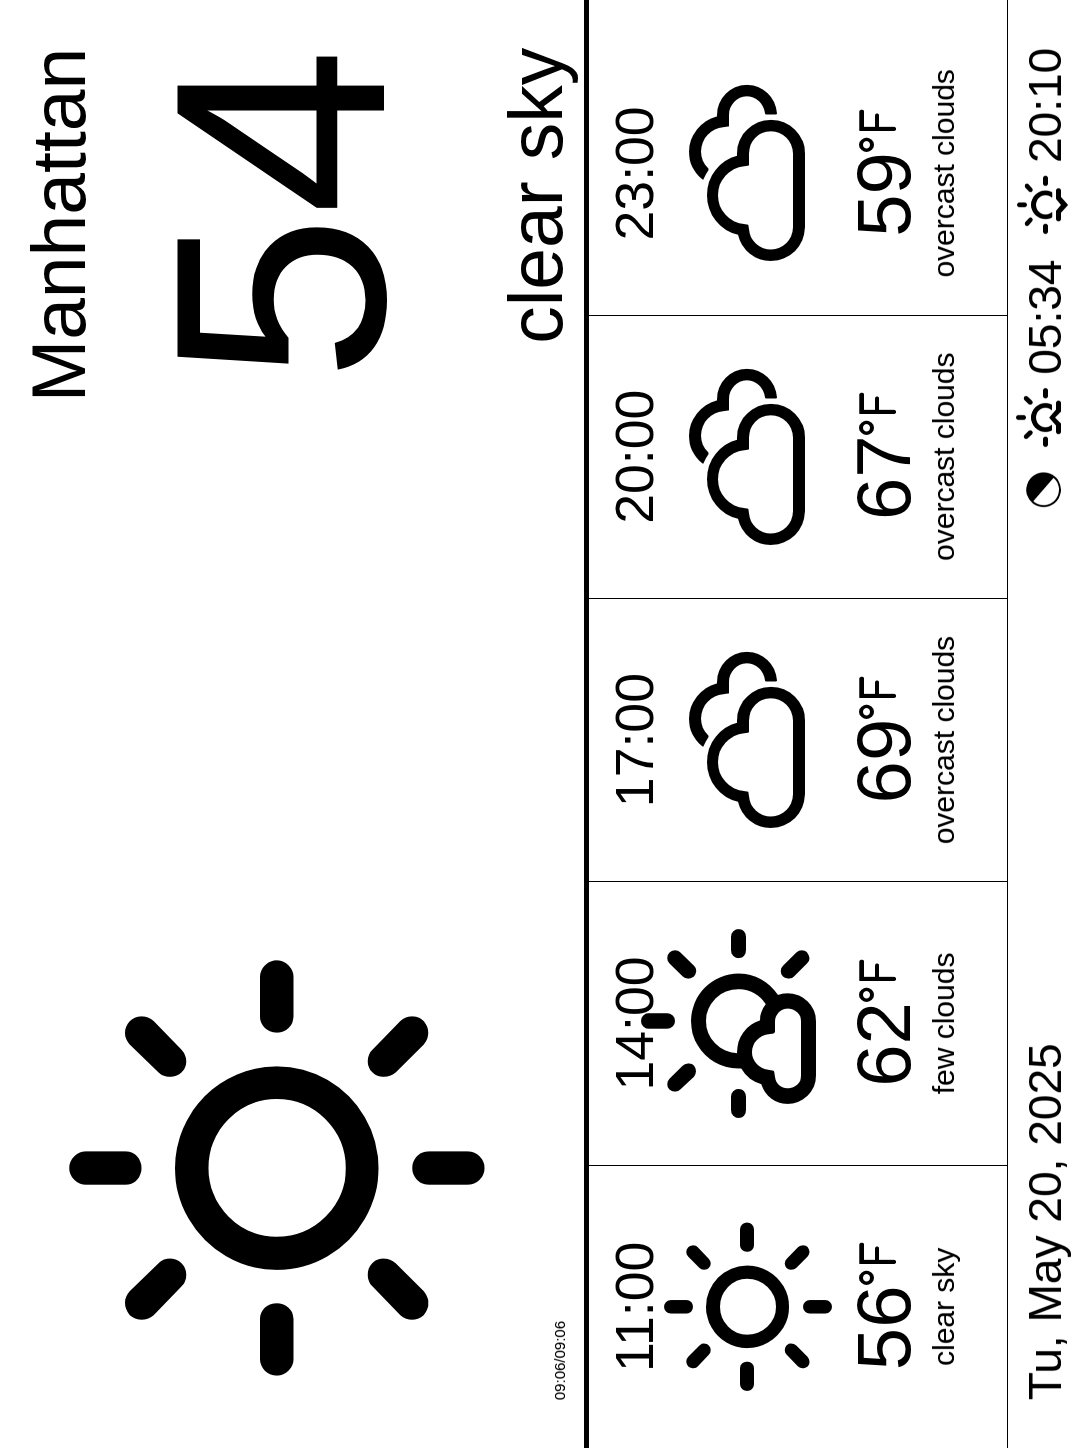 Manhattan
54
clear sky
09:06/09:06
11:00
56°F
clear sky
14:00
62°F
few clouds
17:00
69°F
overcast clouds
20:00
67°F
overcast clouds
23:00
59°F
overcast clouds
Tu, May 20, 2025
05:34
20:10